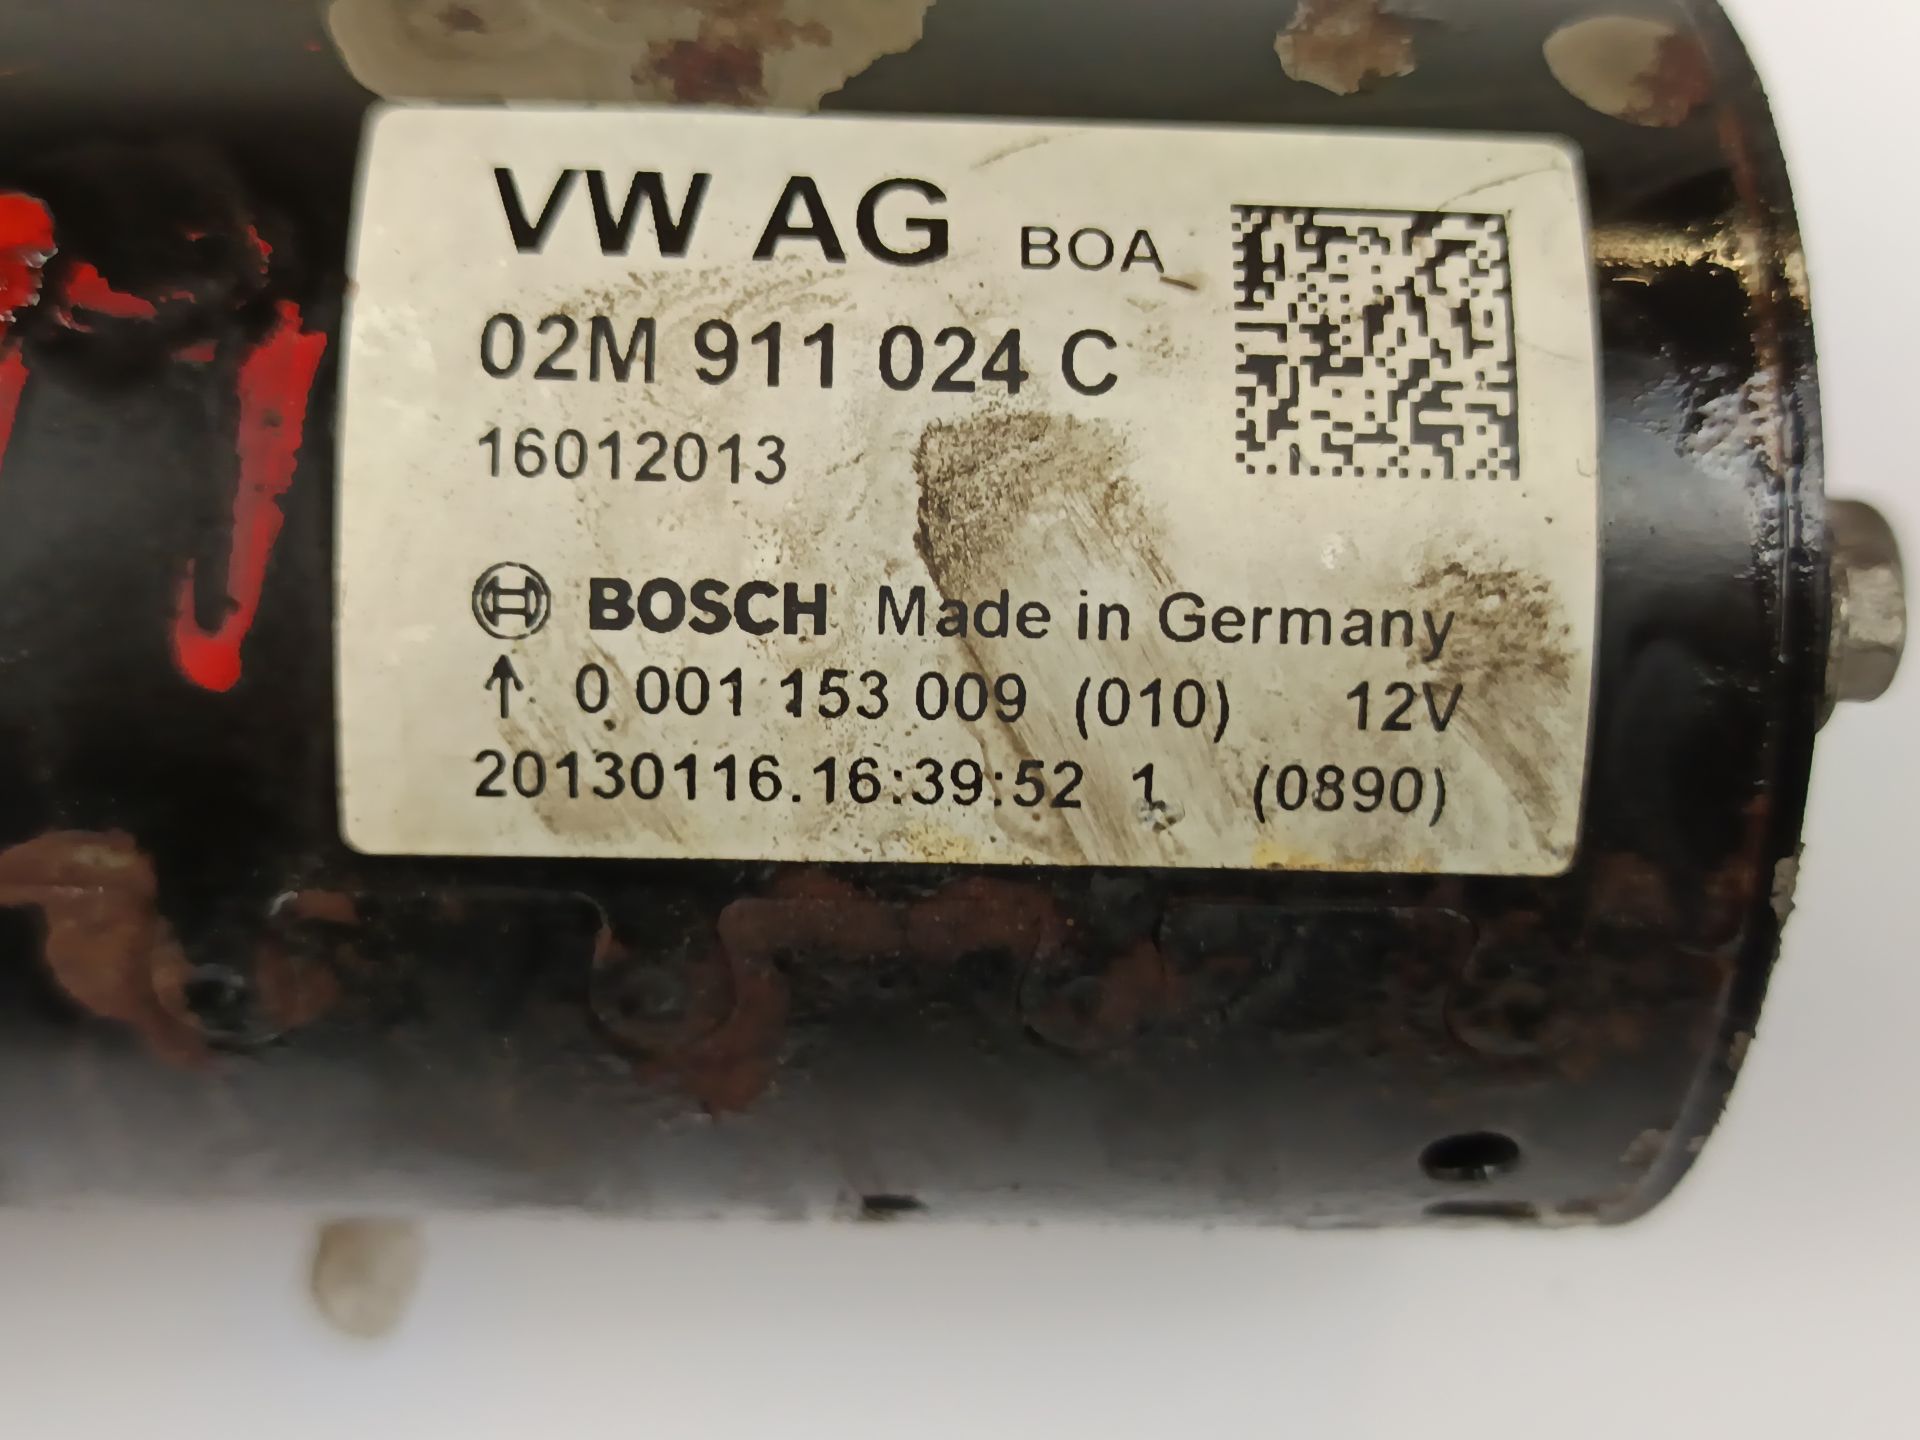 VW AG BOA
02M 911 024 C
16012013
BOSCH Made in Germany
↑ 0 001 153 009 (010) 12V
20130116.16:39:52 1 (0890)